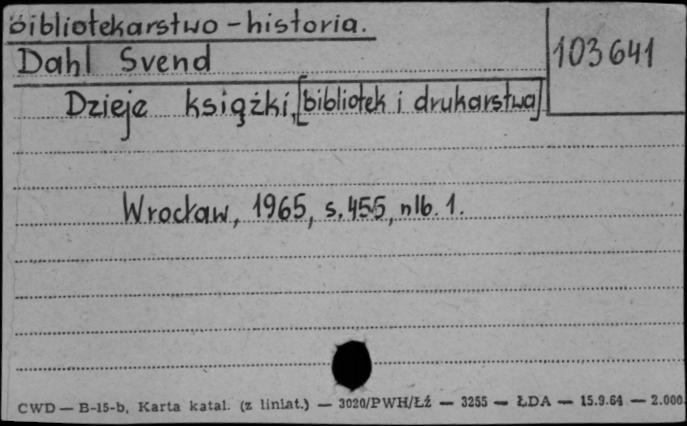 bibliotekarstwo - historia.
Dahl Svend
103641
Dzieje książki, [bibliotek i drukarstwa]
Wrocław, 1965, s. 455, nlb. 1.
CWD — B-15-b, Karta katal. (z liniat.) — 3020/PWH/Łź — 3255 — ŁDA — 15.9.64 — 2.000.